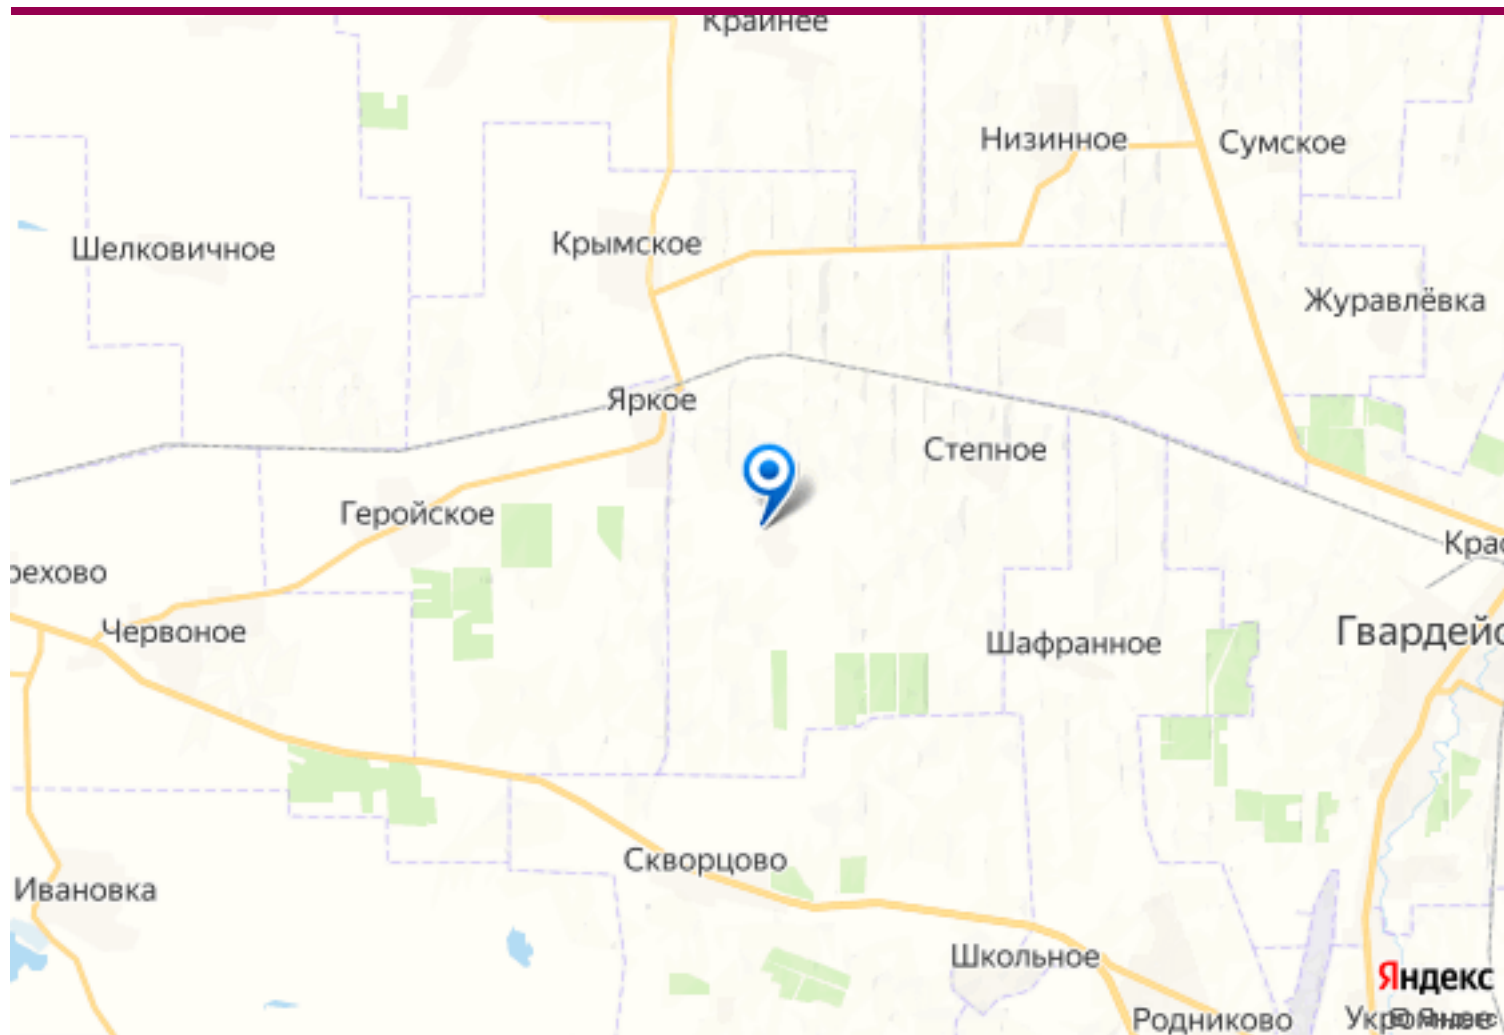 Крайнее
Низинное
Сумское
Шелковичное
Крымское
Журавлёвка
Яркое
Степное
Геройское
Крас
рехово
Червоное
Шафранное
Гвардейс
Скворцово
Ивановка
Школьное
Яндекс
Родниково